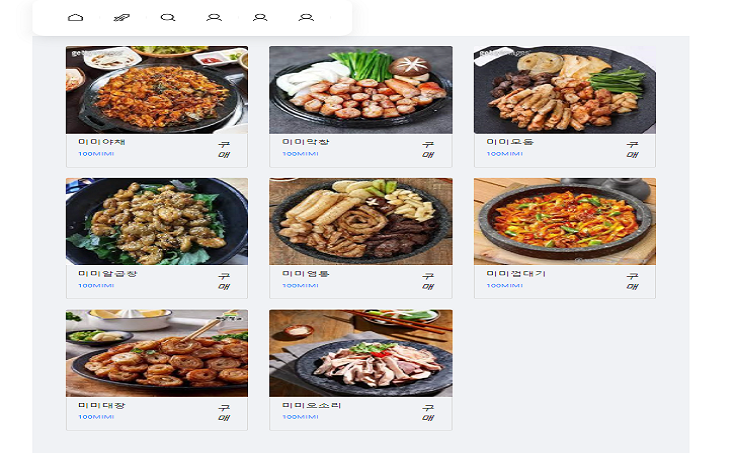 미미야채
100MIMI
구
매
미미막창
100MIMI
구
매
미미모듬
100MIMI
구
매
미미알곱창
100MIMI
구
매
미미염통
100MIMI
구
매
미미껍대기
100MIMI
구
매
미미대창
100MIMI
구
매
미미오소리
100MIMI
구
매